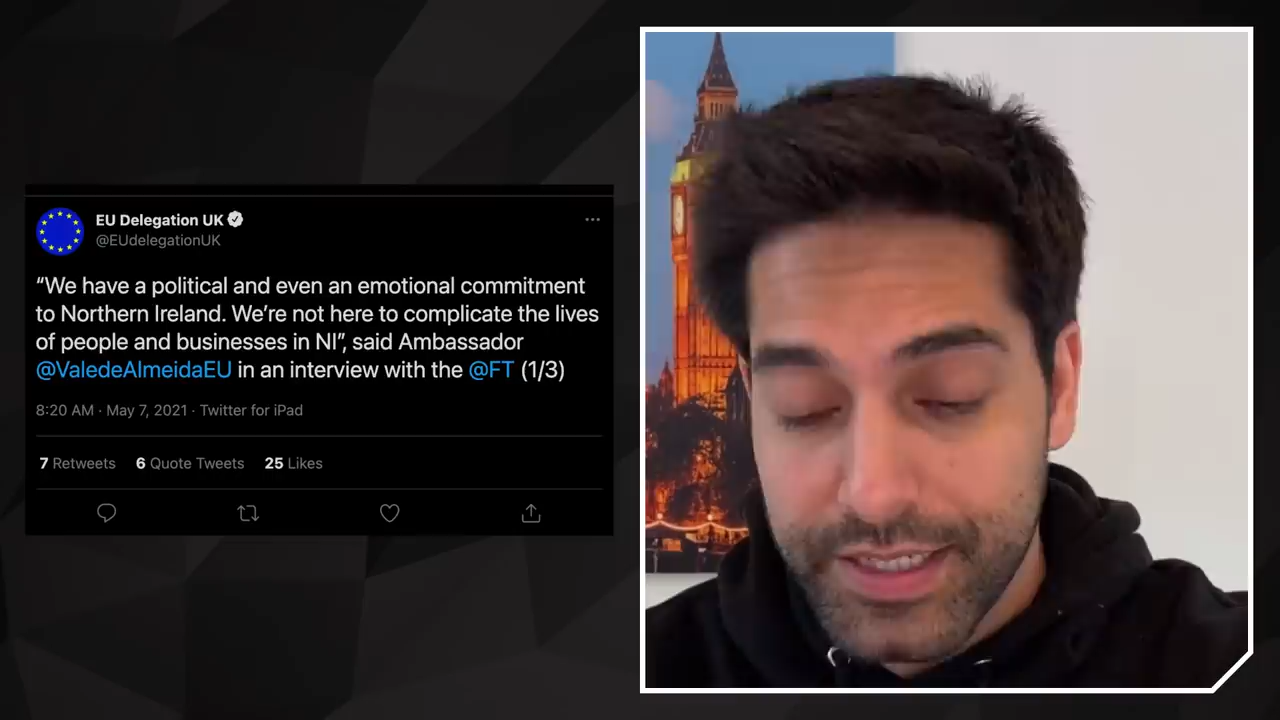 EU Delegation UK
@EUdelegationUK
“We have a political and even an emotional commitment
to Northern Ireland. We’re not here to complicate the lives
of people and businesses in NI”, said Ambassador
@ValedeAlmeidaEU in an interview with the @FT (1/3)
8:20 AM · May 7, 2021 · Twitter for iPad
7 Retweets 6 Quote Tweets 25 Likes